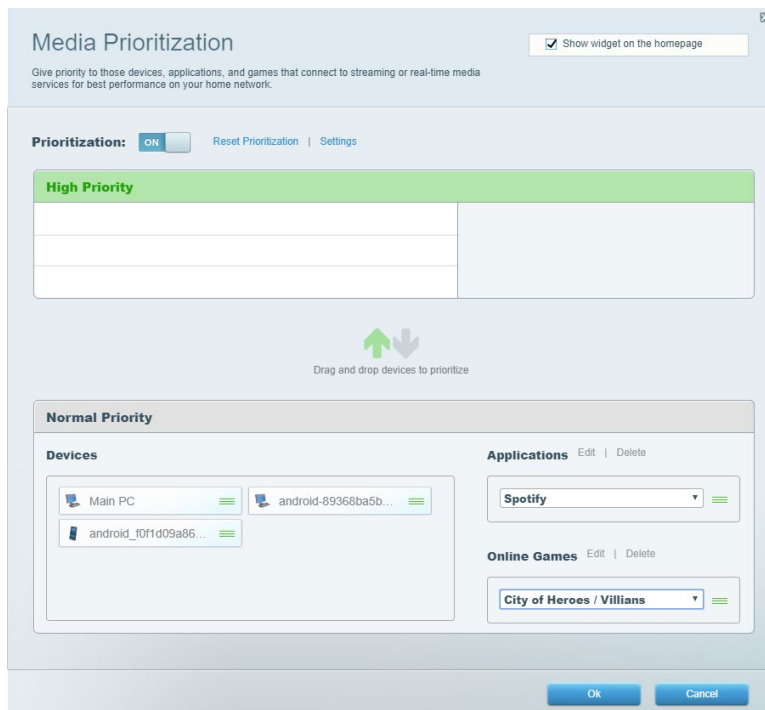 Media Prioritization
Show widget on the homepage
Give priority to those devices, applications, and games that connect to streaming or real-time media
services for best performance on your home network.
Prioritization: ON Reset Prioritization | Settings
High Priority
Drag and drop devices to prioritize
Normal Priority
Devices
Main PC
android-89368ba5b...
android_f0f1d09a86...
Applications Edit | Delete
Spotify
Online Games Edit | Delete
City of Heroes / Villians
Ok
Cancel